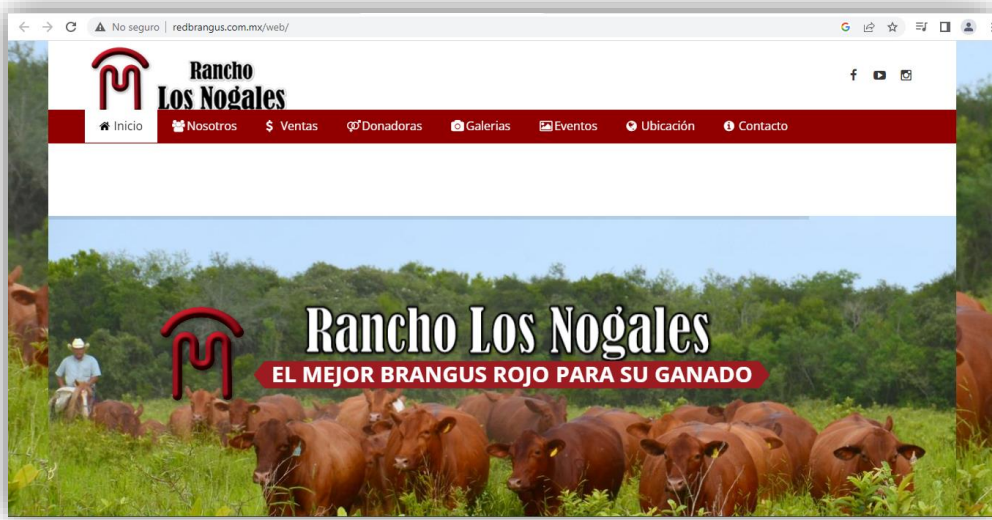 No seguro | redbrangus.com.mx/web/
Rancho
Los Nogales
Inicio Nosotros $ Ventas Donadoras Galerias Eventos Ubicación Contacto
Rancho Los Nogales
EL MEJOR BRANGUS ROJO PARA SU GANADO